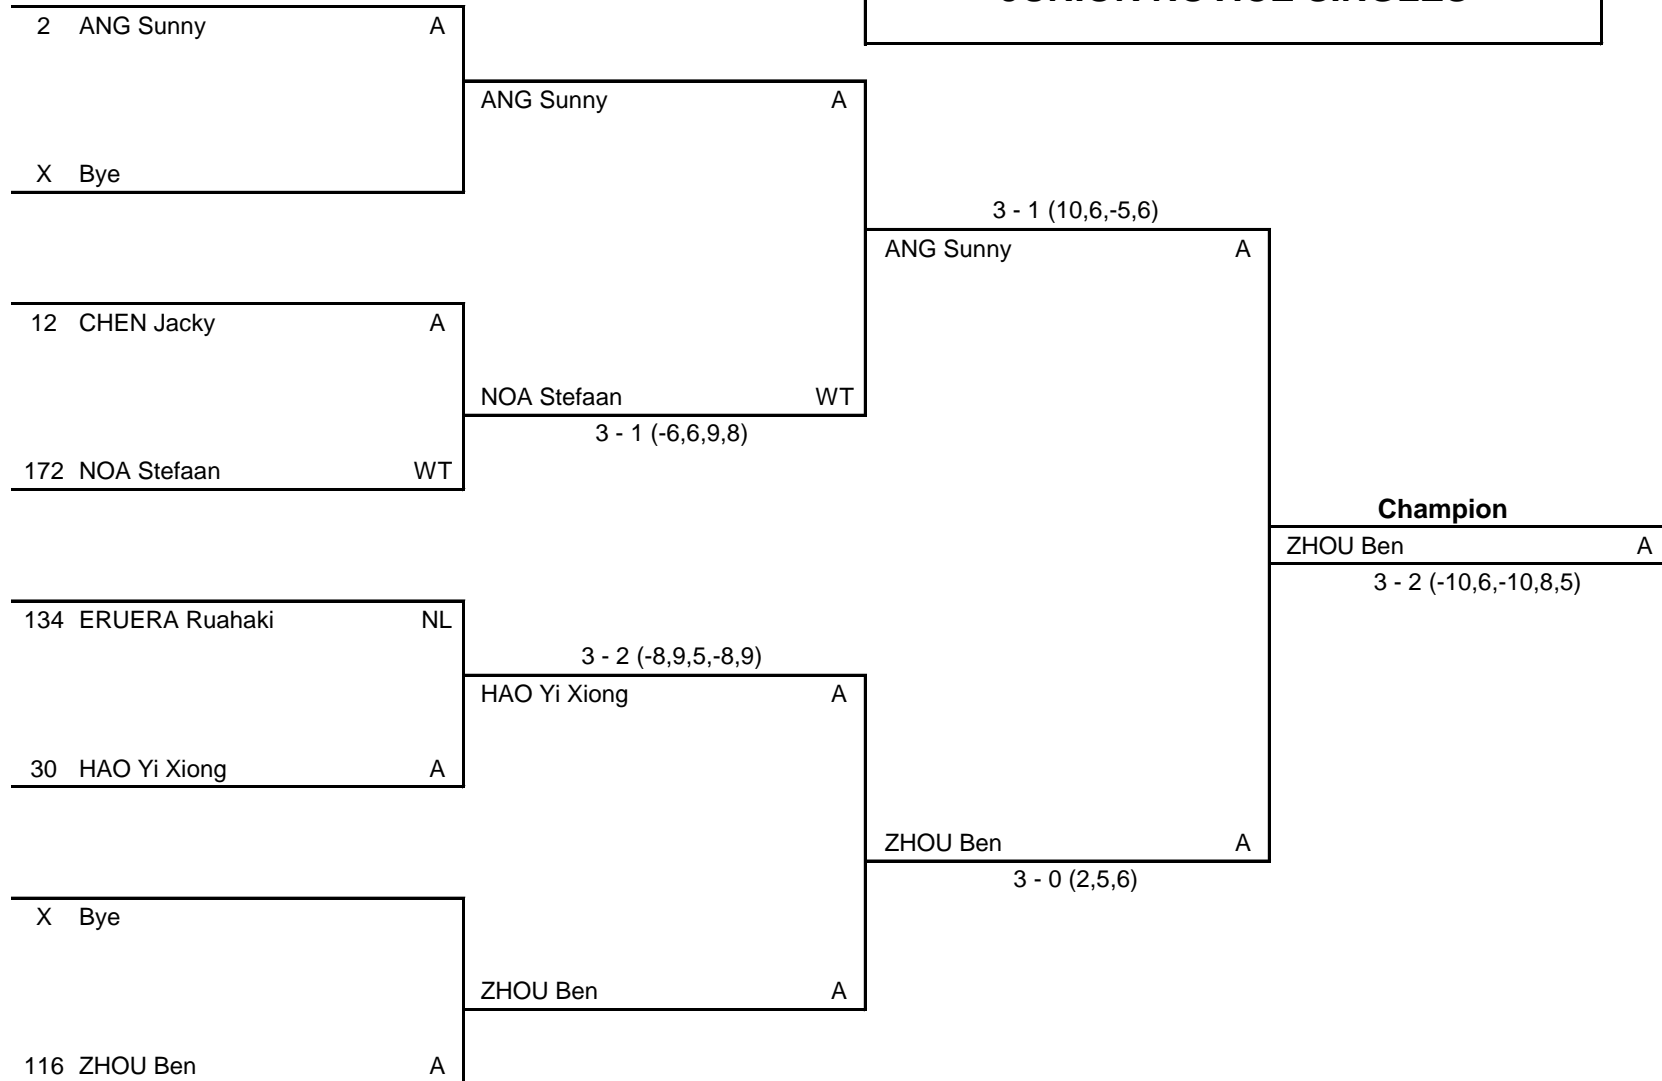 JUNIOR NOVICE SINGLES
2 ANG Sunny A
ANG Sunny A
X Bye
3 - 1 (10,6,-5,6)
ANG Sunny A
12 CHEN Jacky A
NOA Stefaan WT
3 - 1 (-6,6,9,8)
172 NOA Stefaan WT
Champion
ZHOU Ben A
3 - 2 (-10,6,-10,8,5)
134 ERUERA Ruahaki NL
3 - 2 (-8,9,5,-8,9)
HAO Yi Xiong A
30 HAO Yi Xiong A
ZHOU Ben A
3 - 0 (2,5,6)
X Bye
ZHOU Ben A
116 ZHOU Ben A